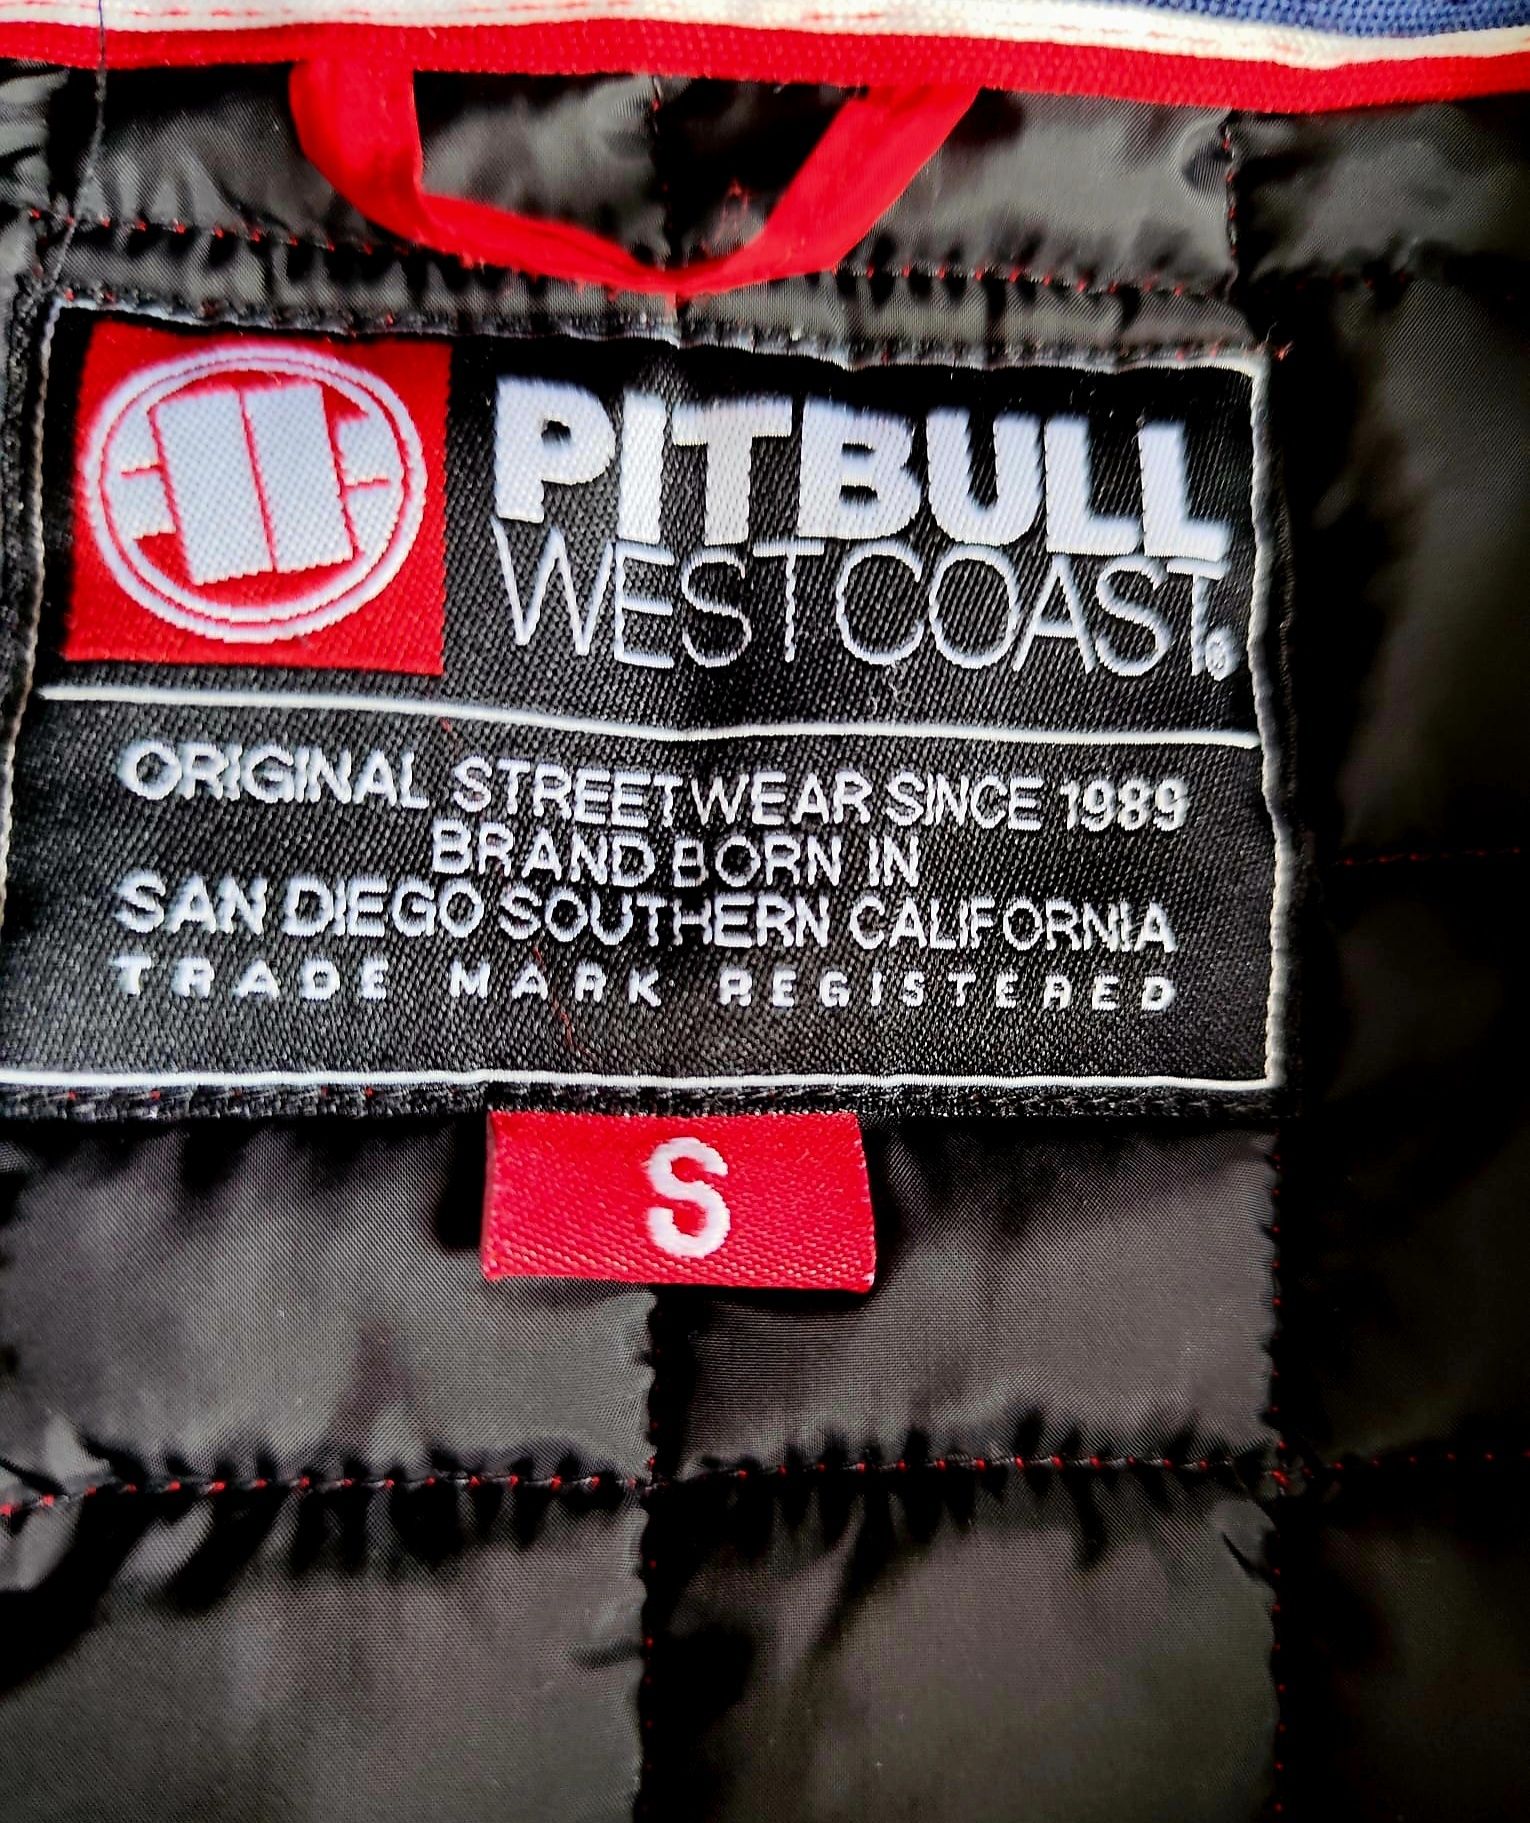 PITBULL
WEST COAST®
ORIGINAL STREETWEAR SINCE 1989
BRAND BORN IN
SAN DIEGO SOUTHERN CALIFORNIA
TRADE MARK REGISTERED
S